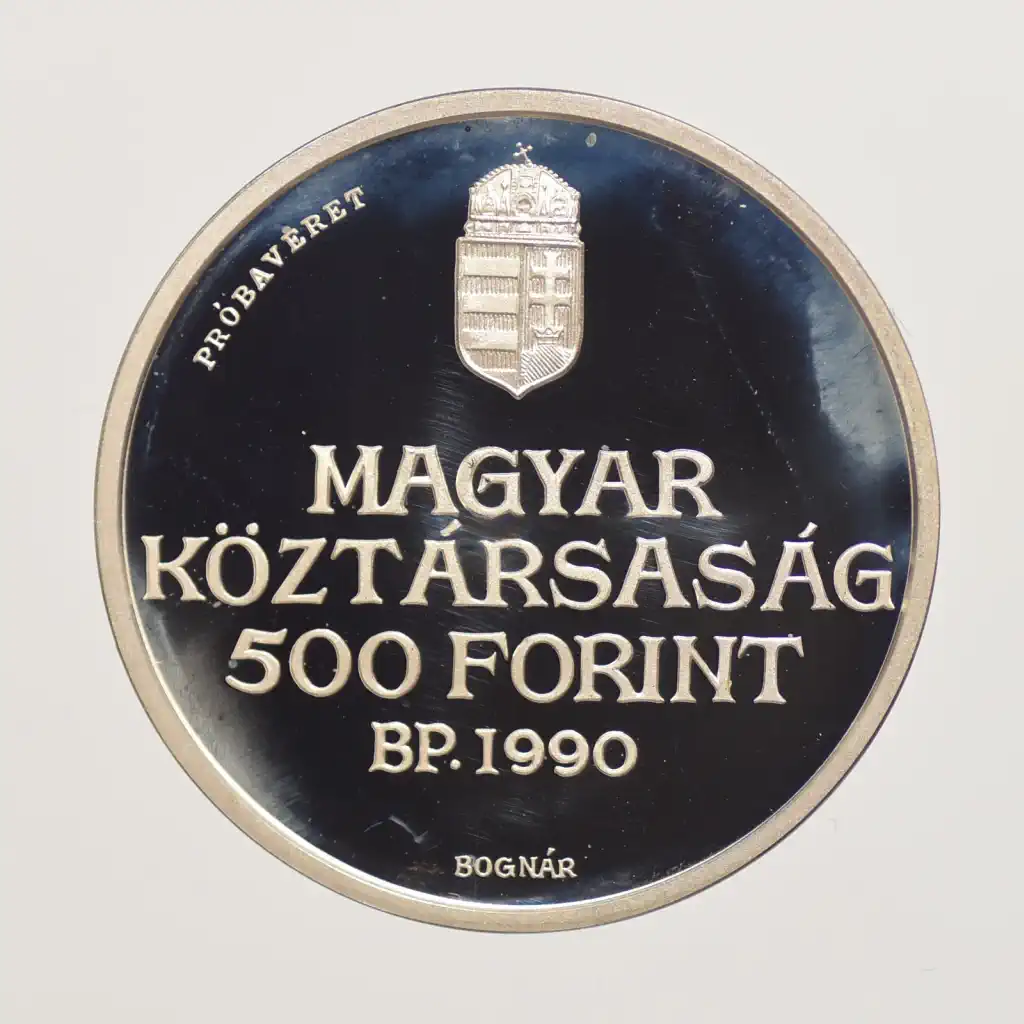 PRÓBAVERET
MAGYAR
KÖZTÁRSASÁG
500 FORINT
BP. 1990
BOGNÁR